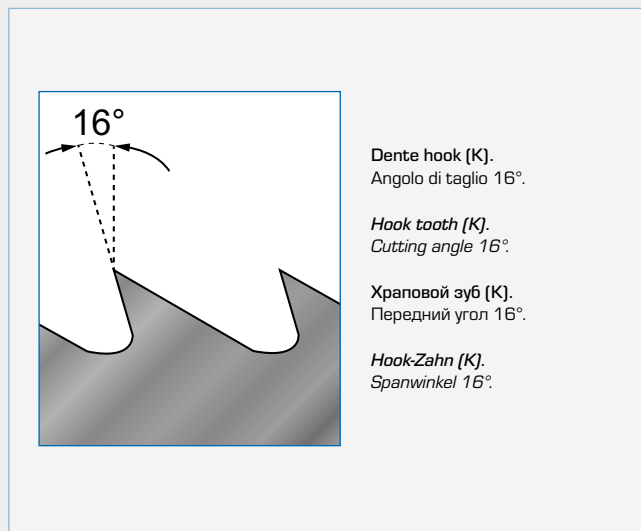 16°
Dente hook (K).
Angolo di taglio 16°.
Hook tooth (K).
Cutting angle 16°.
Храповой зуб (K).
Передний угол 16°.
Hook-Zahn (K).
Spanwinkel 16°.